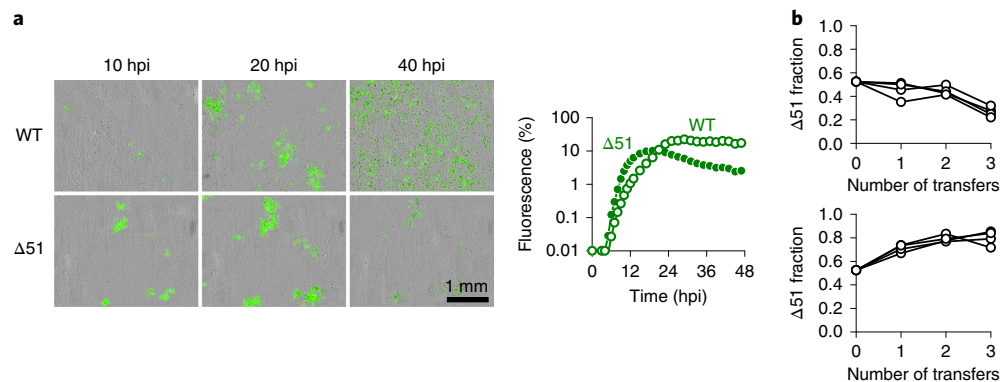 a
10 hpi
20 hpi
40 hpi
WT
Δ51
1 mm
Fluorescence (%)
100
10
1
0.1
0.01
WT
Δ51
0
12
24
36
48
Time (hpi)
b
Δ51 fraction
1.0
0.8
0.6
0.4
0.2
0.0
0
1
2
3
Number of transfers
Δ51 fraction
1.0
0.8
0.6
0.4
0.2
0.0
0
1
2
3
Number of transfers